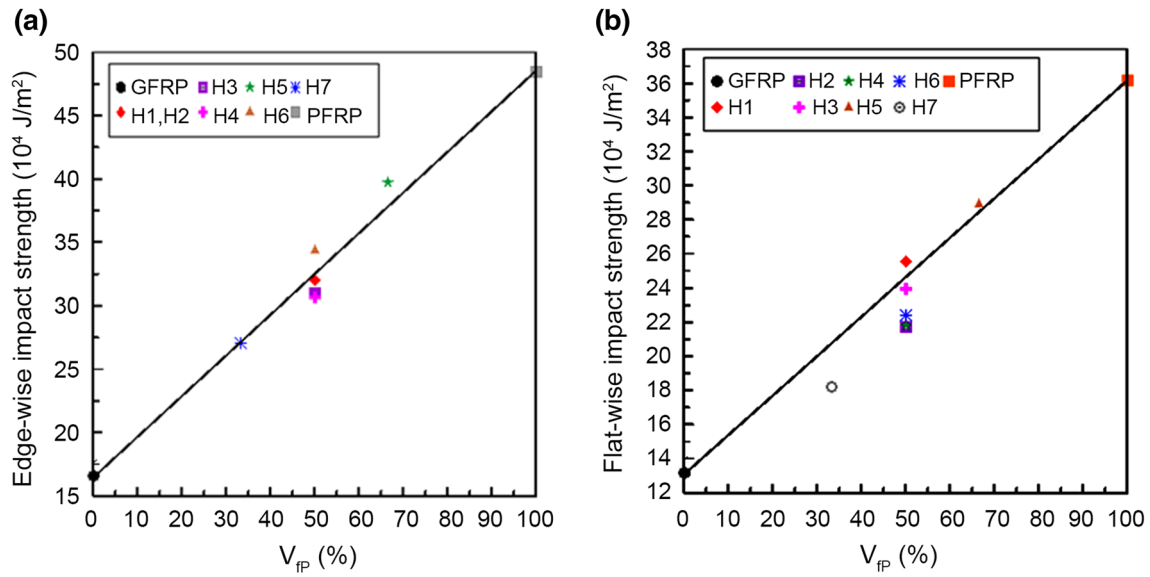 (a)
Edge-wise impact strength (10⁴ J/m²)
50
45
40
35
30
25
20
15
GFRP H3 H5 H7
H1,H2 H4 H6 PFRP
0 10 20 30 40 50 60 70 80 90 100
VfP (%)
(b)
Flat-wise impact strength (10⁴ J/m²)
38
36
34
32
30
28
26
24
22
20
18
16
14
12
GFRP H2 H4 H6 PFRP
H1 H3 H5 H7
0 10 20 30 40 50 60 70 80 90 100
VfP (%)